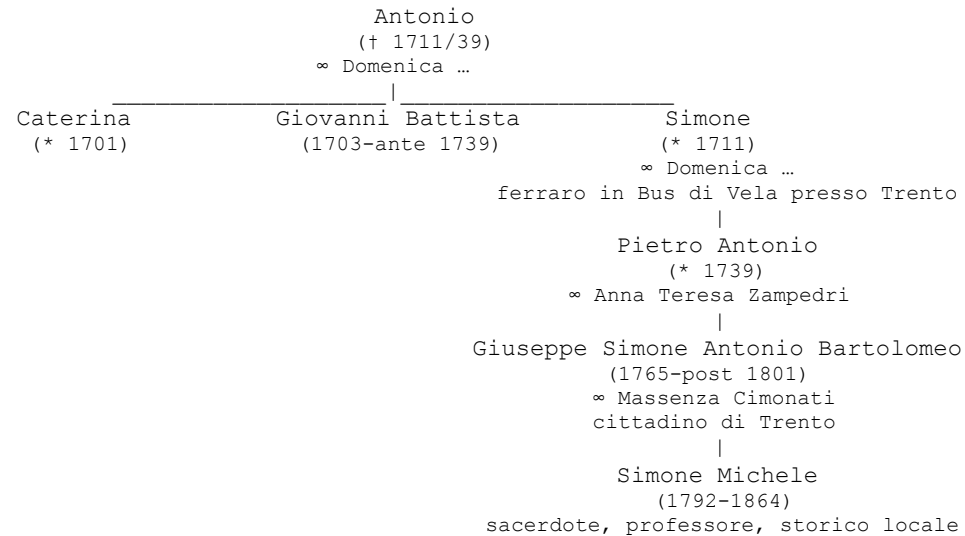 Antonio
(† 1711/39)
∞ Domenica …
Caterina Giovanni Battista Simone
(* 1701) (1703-ante 1739) (* 1711)
∞ Domenica …
ferraro in Bus di Vela presso Trento
Pietro Antonio
(* 1739)
∞ Anna Teresa Zampedri
Giuseppe Simone Antonio Bartolomeo
(1765-post 1801)
∞ Massenza Cimonati
cittadino di Trento
Simone Michele
(1792-1864)
sacerdote, professore, storico locale